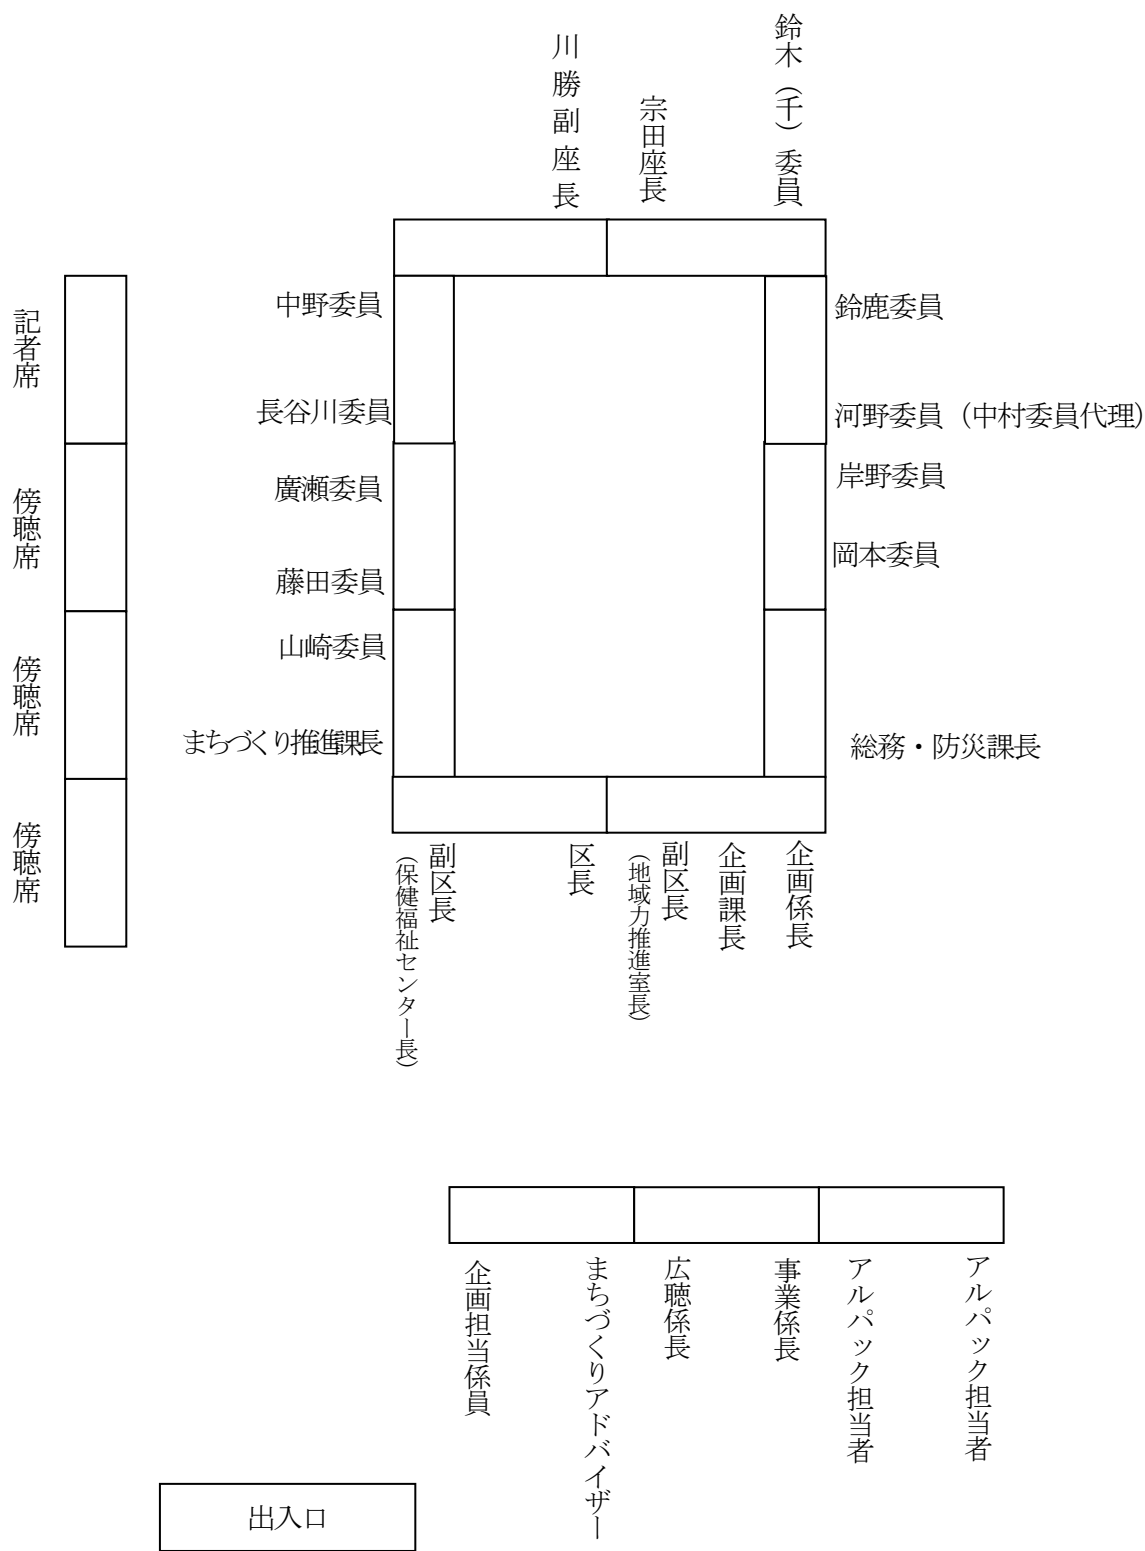 川勝副座長
宗田座長
鈴木（千）委員
中野委員
鈴鹿委員
長谷川委員
河野委員（中村委員代理）
廣瀬委員
岸野委員
藤田委員
岡本委員
山崎委員
まちづくり推進課長
総務・防災課長
記者席
傍聴席
傍聴席
傍聴席
副区長
（保健福祉センター長）
区長
副区長
（地域力推進室長）
企画課長
企画係長
企画担当係員
まちづくりアドバイザー
広聴係長
事業係長
アルパック担当者
アルパック担当者
出入口